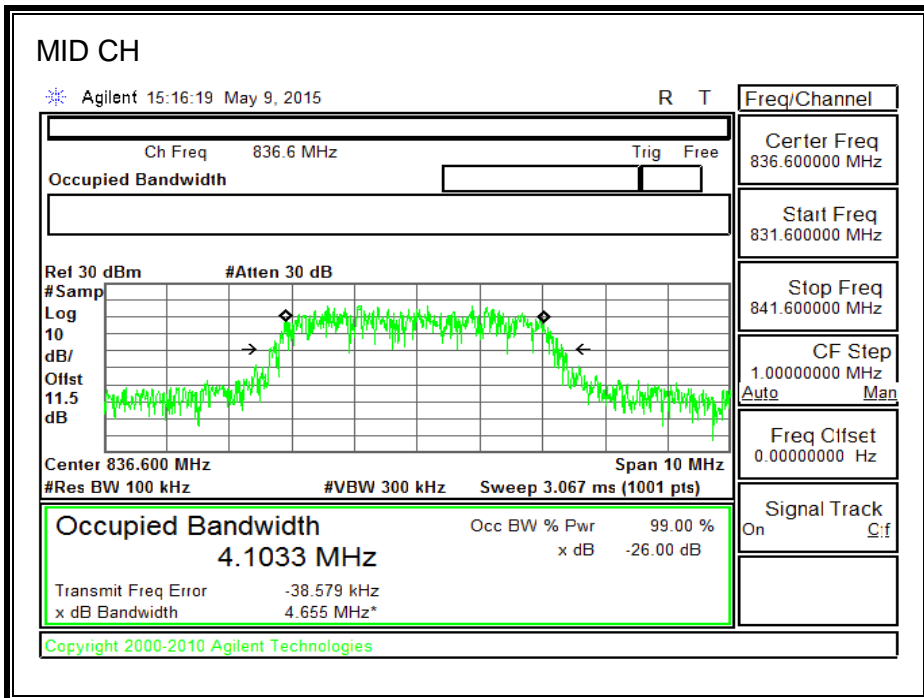 MID CH
Agilent 15:16:19 May 9, 2015 R T
Ch Freq 836.6 MHz Trig Free
Occupied Bandwidth
Ref 30 dBm #Atten 30 dB
#Samp
Log
10
dB/
Offst
11.5
dB
Center 836.600 MHz Span 10 MHz
#Res BW 100 kHz #VBW 300 kHz Sweep 3.067 ms (1001 pts)
Occupied Bandwidth Occ BW % Pwr 99.00 %
4.1033 MHz x dB -26.00 dB
Transmit Freq Error -38.579 kHz
x dB Bandwidth 4.655 MHz*
Copyright 2000-2010 Agilent Technologies
Freq/Channel
Center Freq
836.600000 MHz
Start Freq
831.600000 MHz
Stop Freq
841.600000 MHz
CF Step
1.00000000 MHz
Auto Man
Freq Offset
0.00000000 Hz
Signal Track
On Off